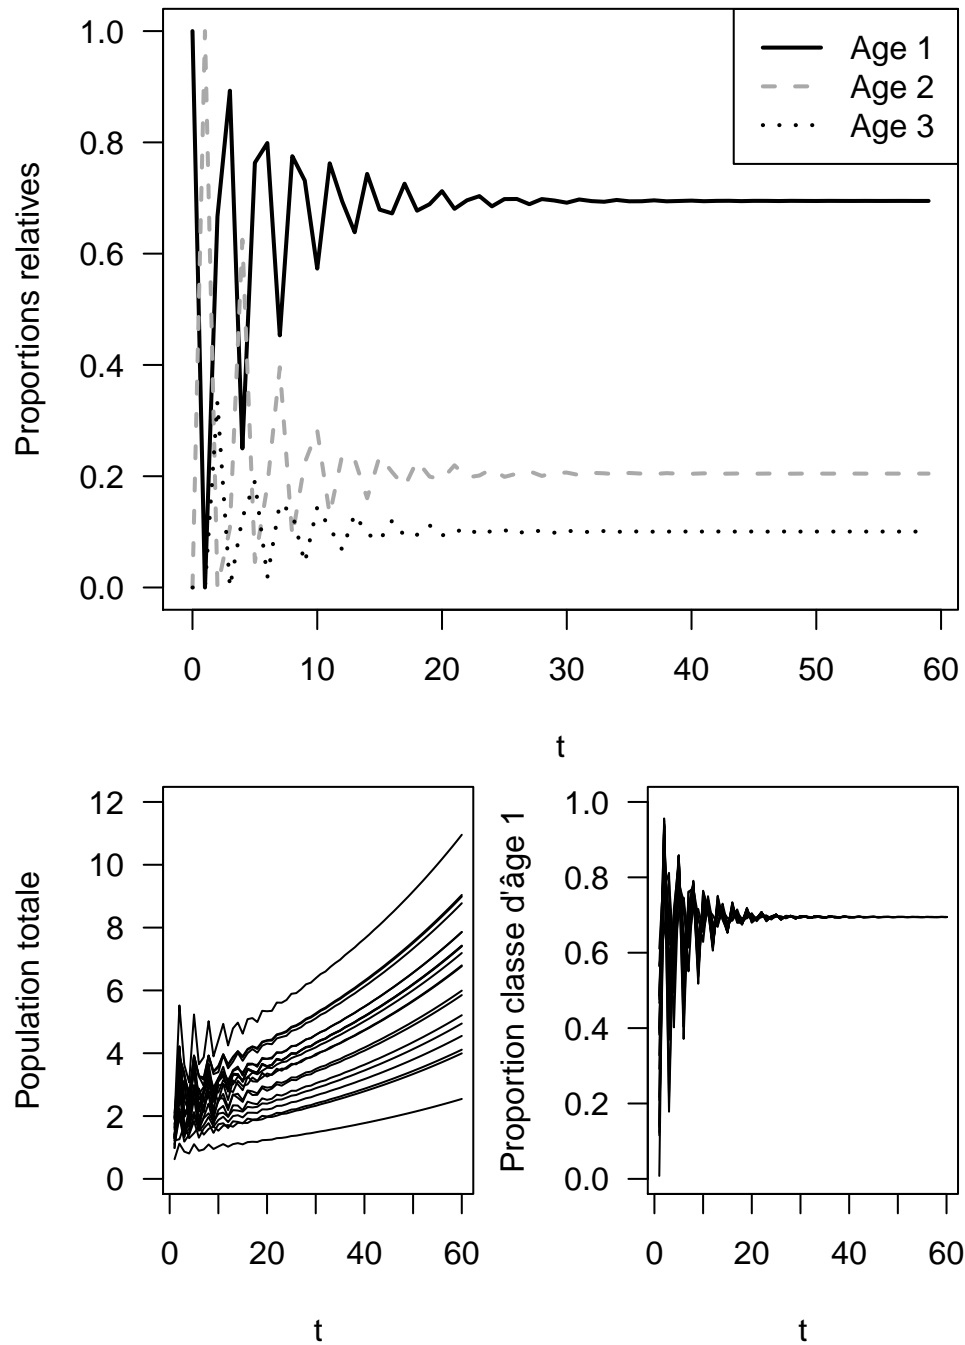 Proportions relatives
1.0
0.8
0.6
0.4
0.2
0.0
Age 1
Age 2
Age 3
0 10 20 30 40 50 60
t
Population totale
12
10
8
6
4
2
0
0 20 40 60
t
Proportion classe d'âge 1
1.0
0.8
0.6
0.4
0.2
0.0
0 20 40 60
t